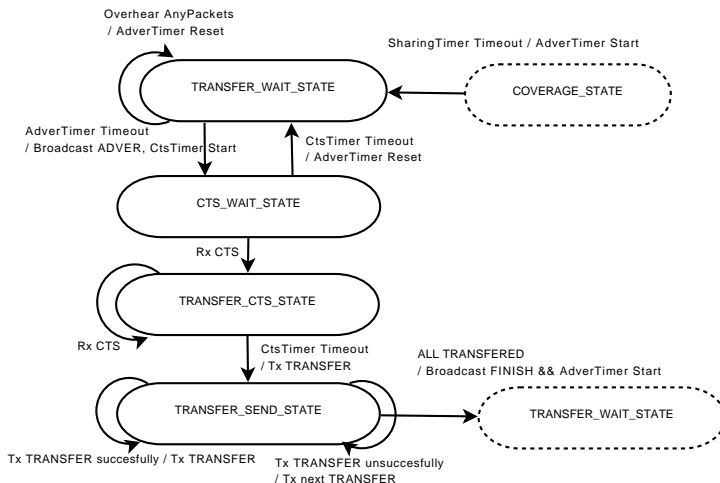 Overhear AnyPackets
/ AdverTimer Reset
SharingTimer Timeout / AdverTimer Start
TRANSFER_WAIT_STATE
COVERAGE_STATE
AdverTimer Timeout
/ Broadcast ADVER, CtsTimer Start
CtsTimer Timeout
/ AdverTimer Reset
CTS_WAIT_STATE
Rx CTS
TRANSFER_CTS_STATE
Rx CTS
CtsTimer Timeout
/ Tx TRANSFER
ALL TRANSFERED
/ Broadcast FINISH && AdverTimer Start
TRANSFER_SEND_STATE
TRANSFER_WAIT_STATE
Tx TRANSFER succesfully / Tx TRANSFER
Tx TRANSFER unsuccesfully
/ Tx next TRANSFER